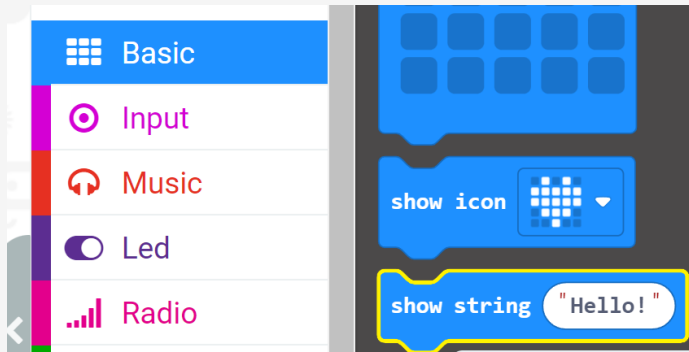 Basic
Input
Music
Led
Radio
show icon
show string "Hello!"